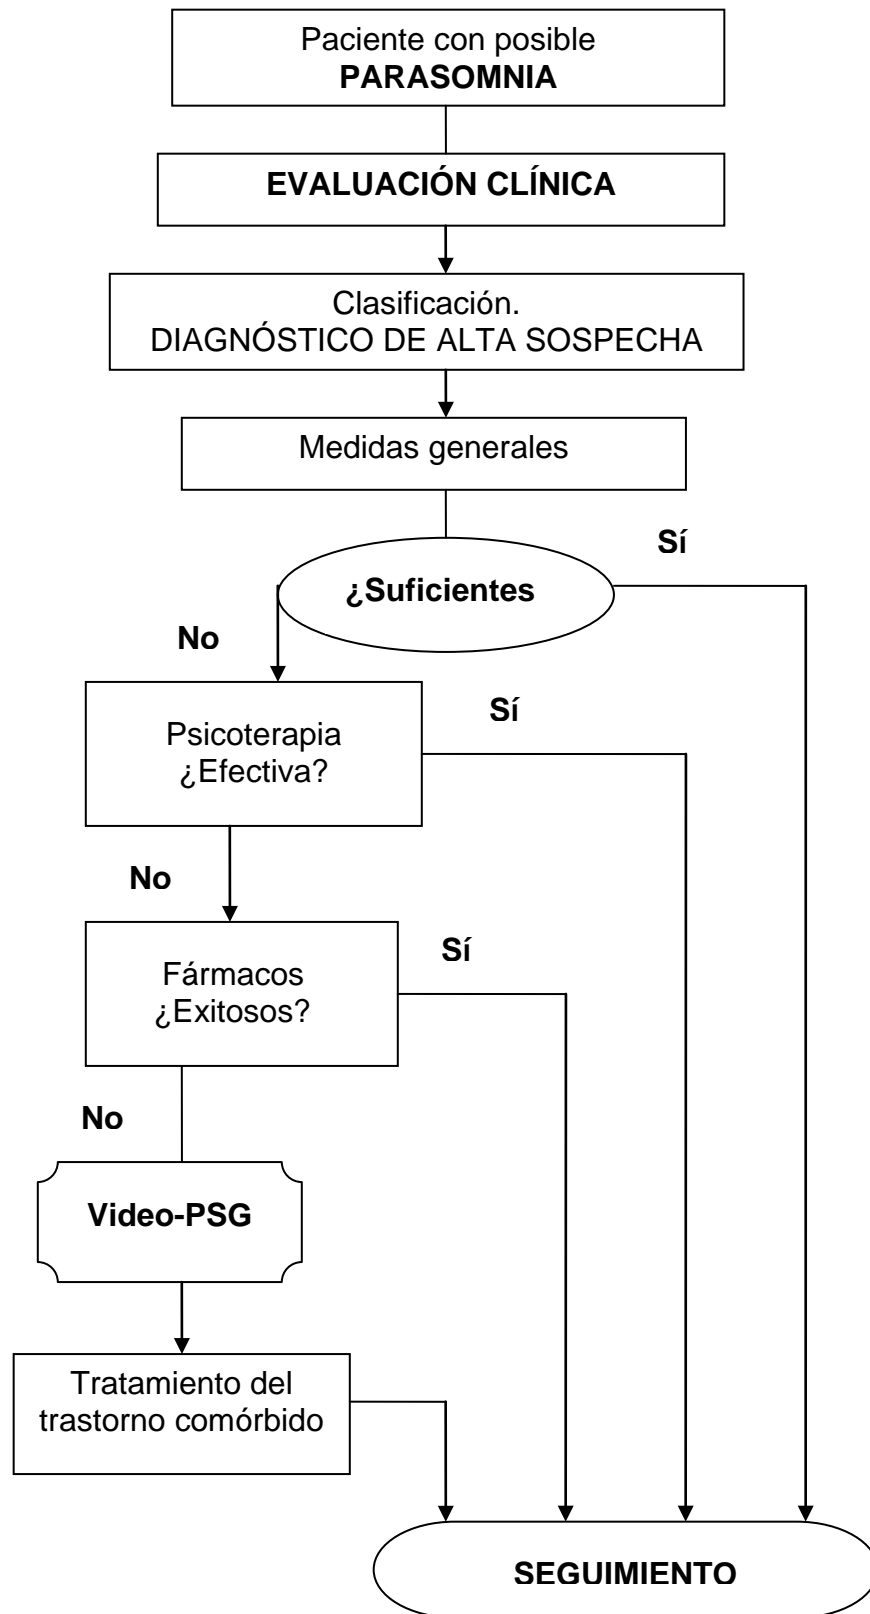 Paciente con posible
PARASOMNIA
EVALUACIÓN CLÍNICA
Clasificación.
DIAGNÓSTICO DE ALTA SOSPECHA
Medidas generales
¿Suficientes
Sí
No
Psicoterapia
¿Efectiva?
Sí
No
Fármacos
¿Exitosos?
Sí
No
Video-PSG
Tratamiento del
trastorno comórbido
SEGUIMIENTO